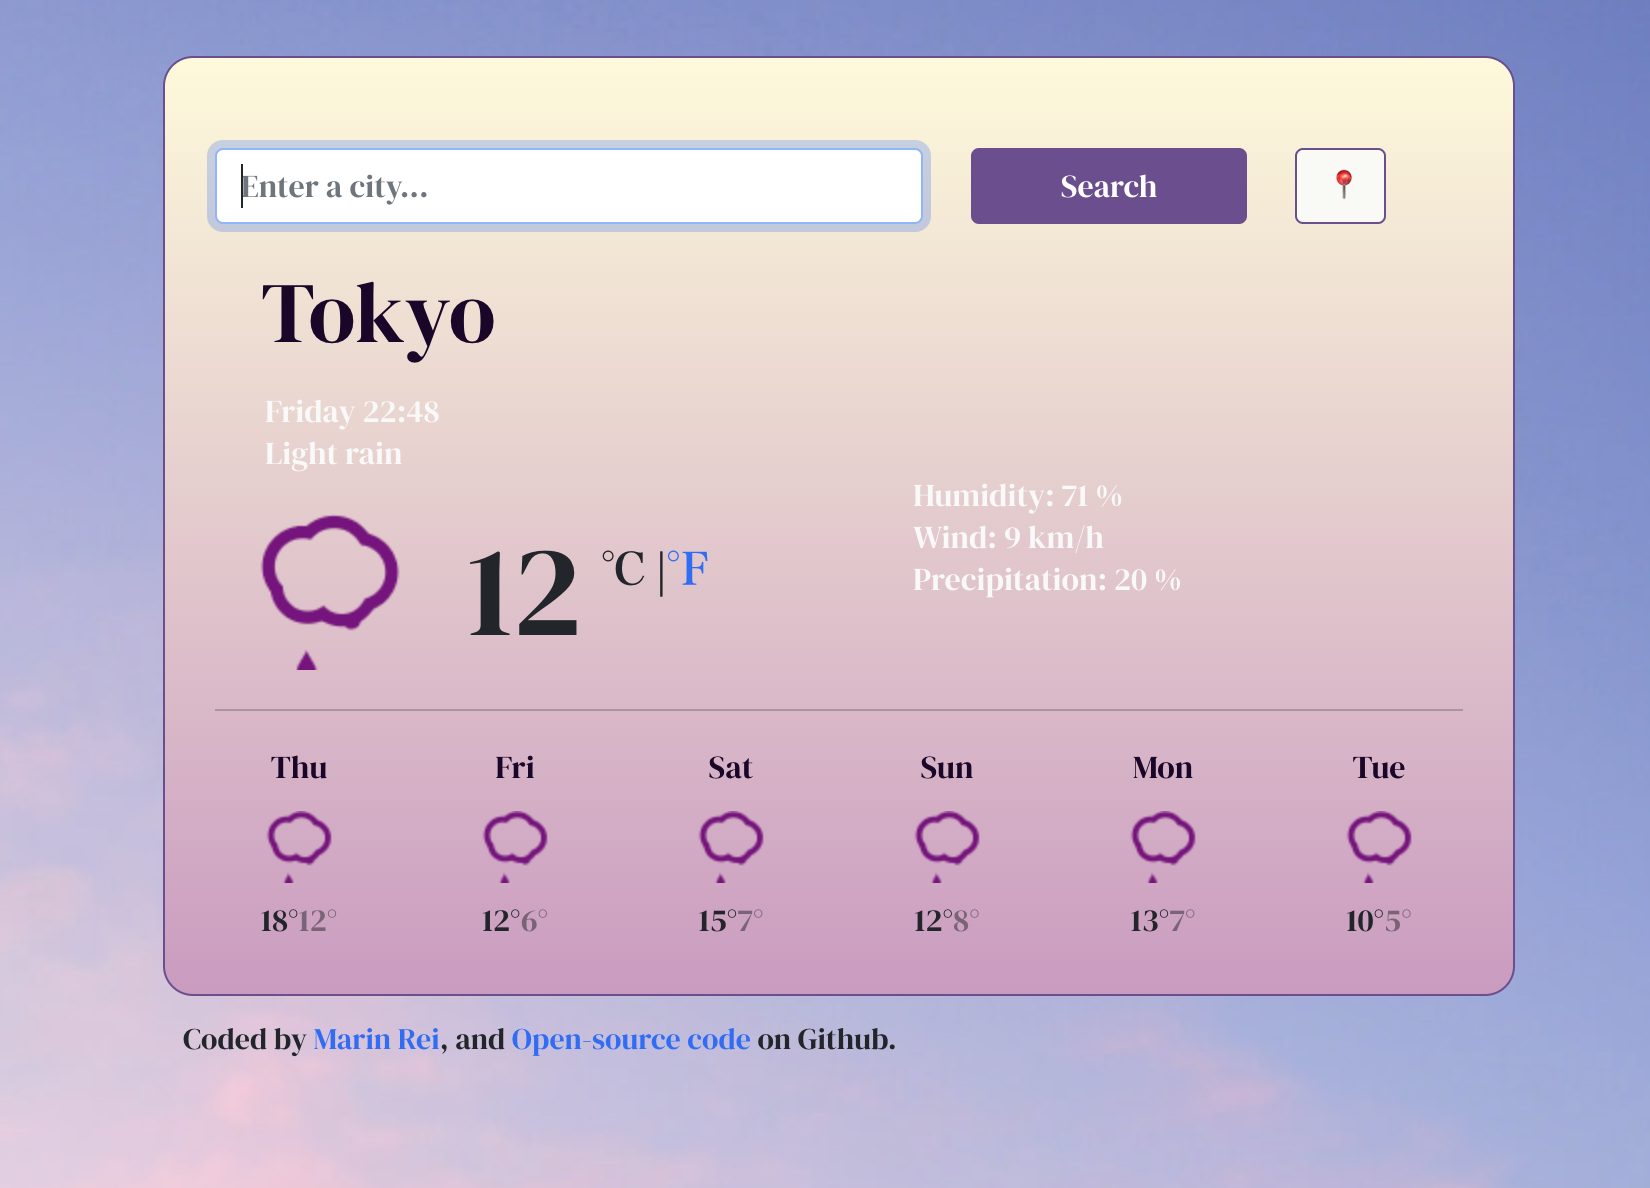 Enter a city...
Search
Tokyo
Friday 22:48
Light rain
Humidity: 71 %
Wind: 9 km/h
Precipitation: 20 %
12 °C |°F
Thu Fri Sat Sun Mon Tue
18°12° 12°6° 15°7° 12°8° 13°7° 10°5°
Coded by Marin Rei, and Open-source code on Github.